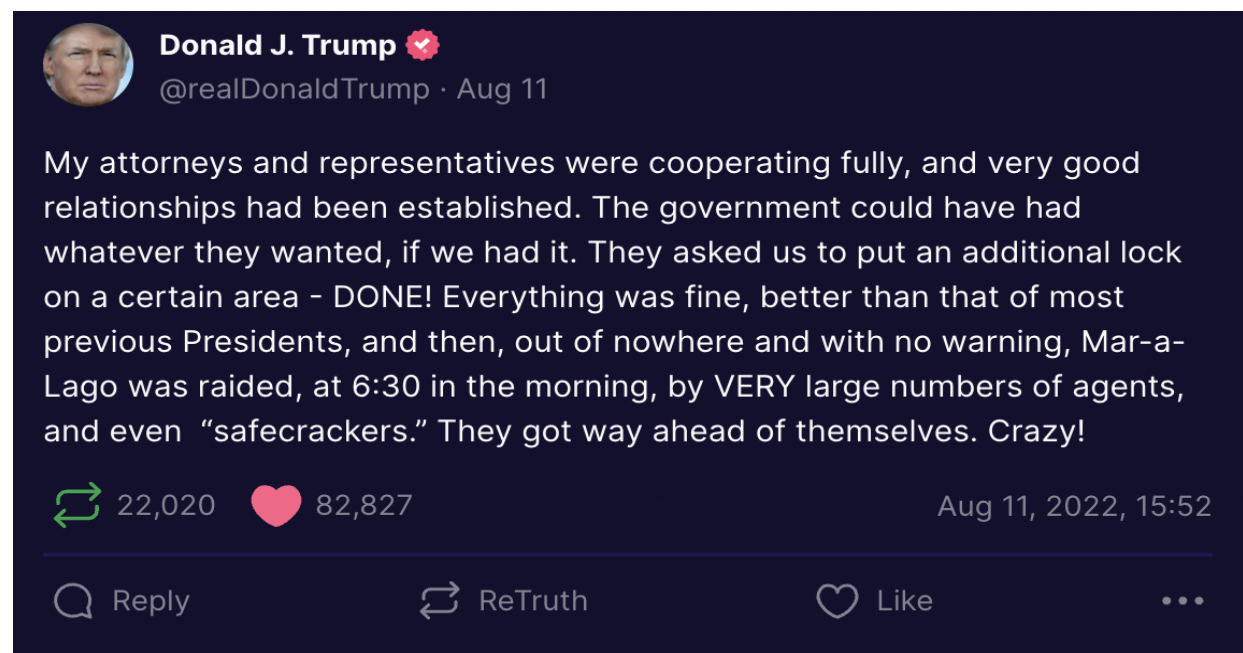 Donald J. Trump
@realDonaldTrump · Aug 11
My attorneys and representatives were cooperating fully, and very good
relationships had been established. The government could have had
whatever they wanted, if we had it. They asked us to put an additional lock
on a certain area - DONE! Everything was fine, better than that of most
previous Presidents, and then, out of nowhere and with no warning, Mar-a-
Lago was raided, at 6:30 in the morning, by VERY large numbers of agents,
and even  “safecrackers.” They got way ahead of themselves. Crazy!
22,020 82,827 Aug 11, 2022, 15:52
Reply ReTruth Like